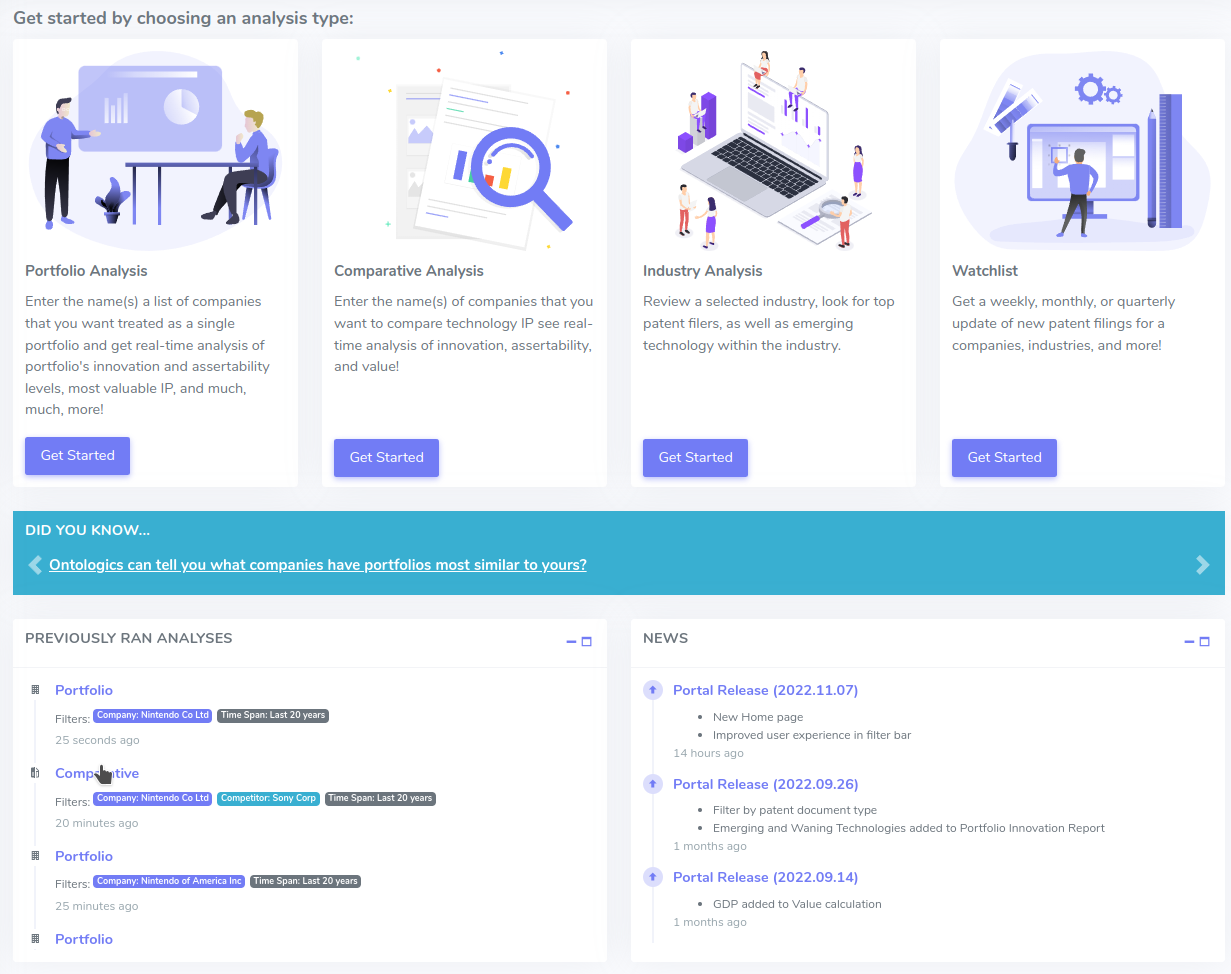 Get started by choosing an analysis type:
Portfolio Analysis
Enter the name(s) a list of companies
that you want treated as a single
portfolio and get real-time analysis of
portfolio's innovation and assertability
levels, most valuable IP, and much,
much, more!
Get Started
Comparative Analysis
Enter the name(s) of companies that you
want to compare technology IP see real-
time analysis of innovation, assertability,
and value!
Get Started
Industry Analysis
Review a selected industry, look for top
patent filers, as well as emerging
technology within the industry.
Get Started
Watchlist
Get a weekly, monthly, or quarterly
update of new patent filings for a
companies, industries, and more!
Get Started
DID YOU KNOW...
Ontologics can tell you what companies have portfolios most similar to yours?
PREVIOUSLY RAN ANALYSES
Portfolio
Filters: Company: Nintendo Co Ltd Time Span: Last 20 years
25 seconds ago
Comparative
Filters: Company: Nintendo Co Ltd Competitor: Sony Corp Time Span: Last 20 years
20 minutes ago
Portfolio
Filters: Company: Nintendo of America Inc Time Span: Last 20 years
25 minutes ago
Portfolio
NEWS
Portal Release (2022.11.07)
• New Home page
• Improved user experience in filter bar
14 hours ago
Portal Release (2022.09.26)
• Filter by patent document type
• Emerging and Waning Technologies added to Portfolio Innovation Report
1 months ago
Portal Release (2022.09.14)
• GDP added to Value calculation
1 months ago